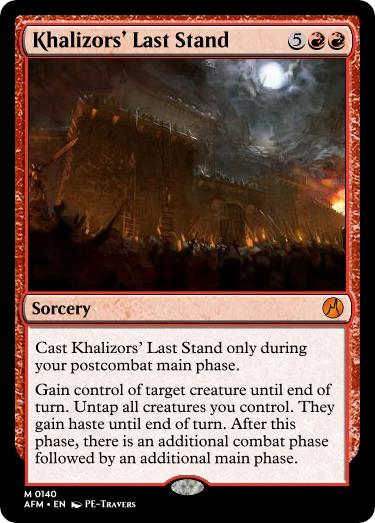 Khalizors' Last Stand 5
Sorcery
Cast Khalizors' Last Stand only during
your postcombat main phase.
Gain control of target creature until end of
turn. Untap all creatures you control. They
gain haste until end of turn. After this
phase, there is an additional combat phase
followed by an additional main phase.
M 0140
AFM • EN PE-Travers